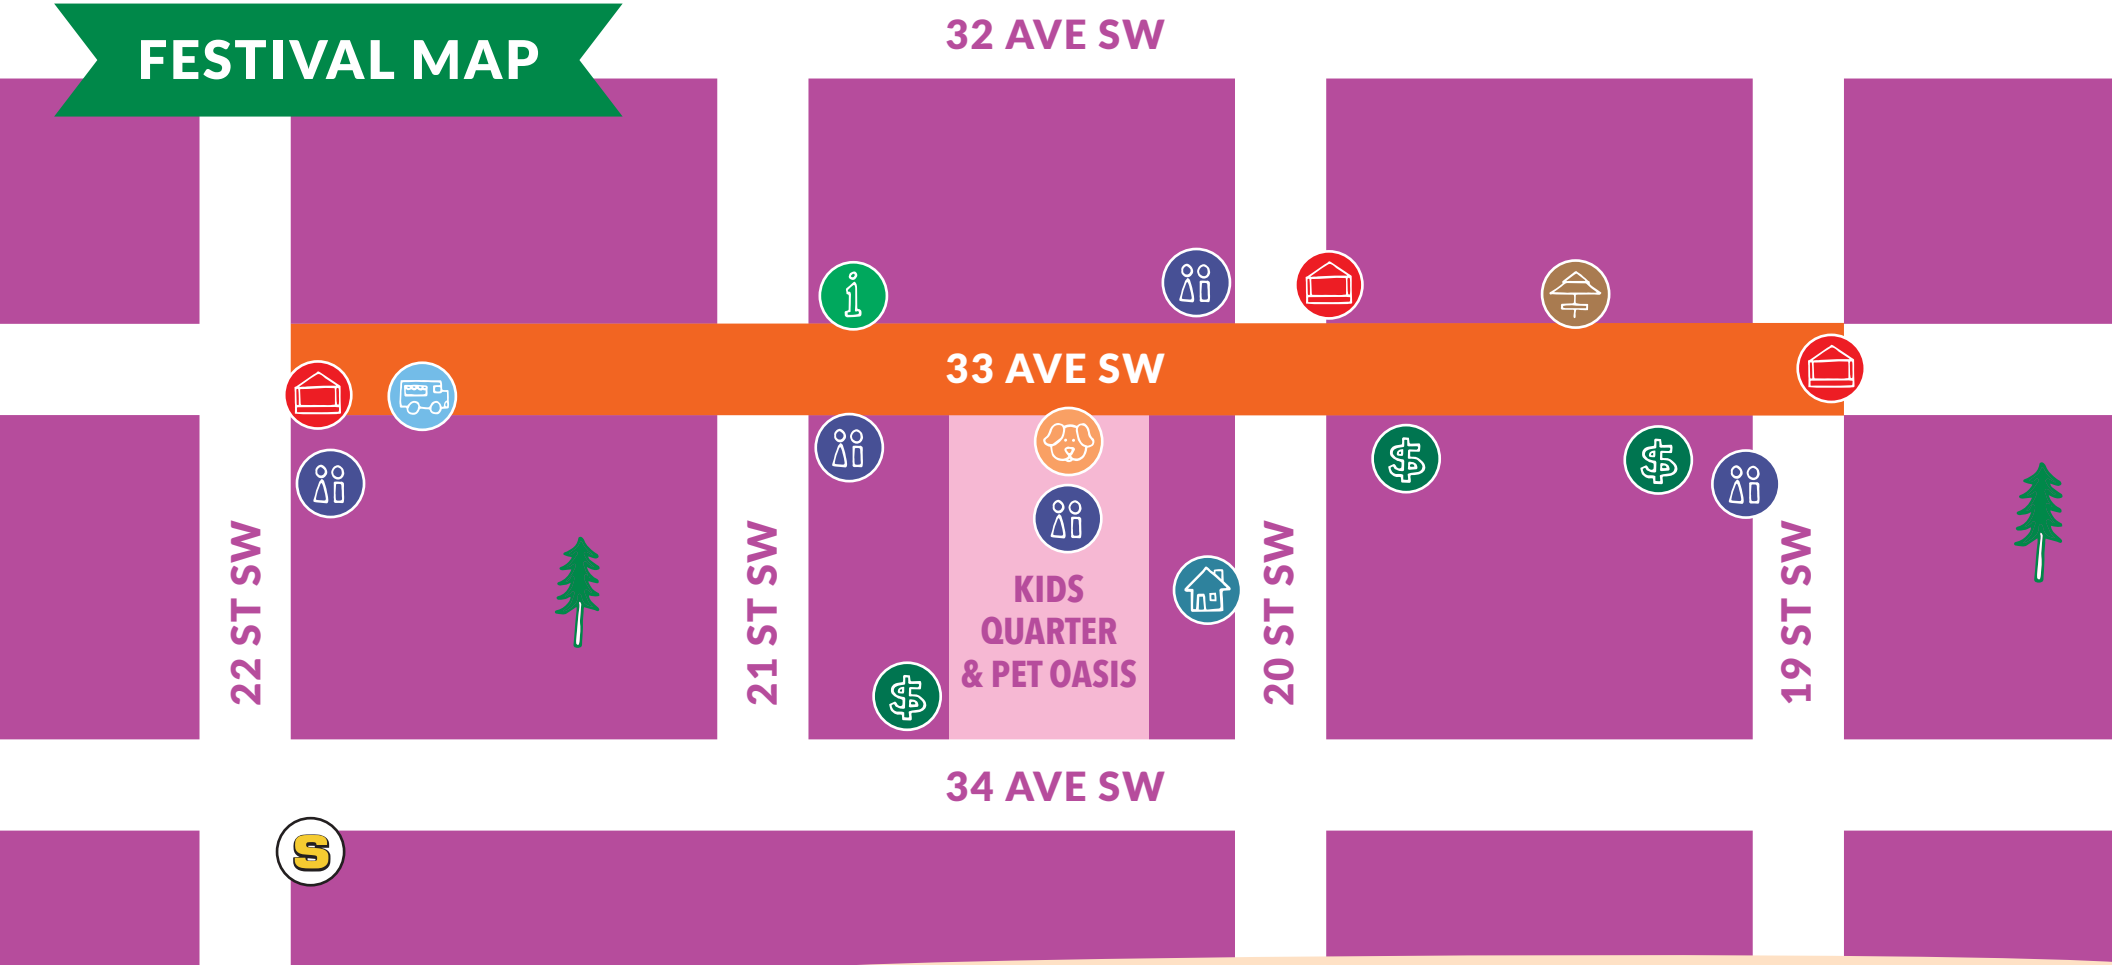 FESTIVAL MAP
32 AVE SW
i
33 AVE SW
$
$
22 ST SW
21 ST SW
KIDS
QUARTER
& PET OASIS
20 ST SW
19 ST SW
$
34 AVE SW
S